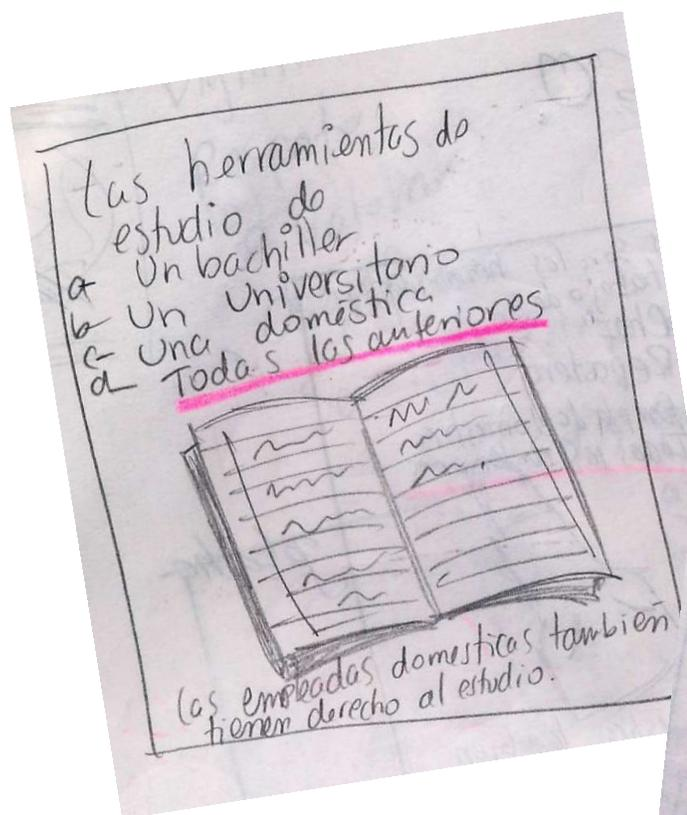 Las herramientas de
estudio de
a- Un bachiller
b- Un Universitario
c- Una doméstica
d- Todas las anteriores
Las empleadas domesticas tambien
tienen derecho al estudio.